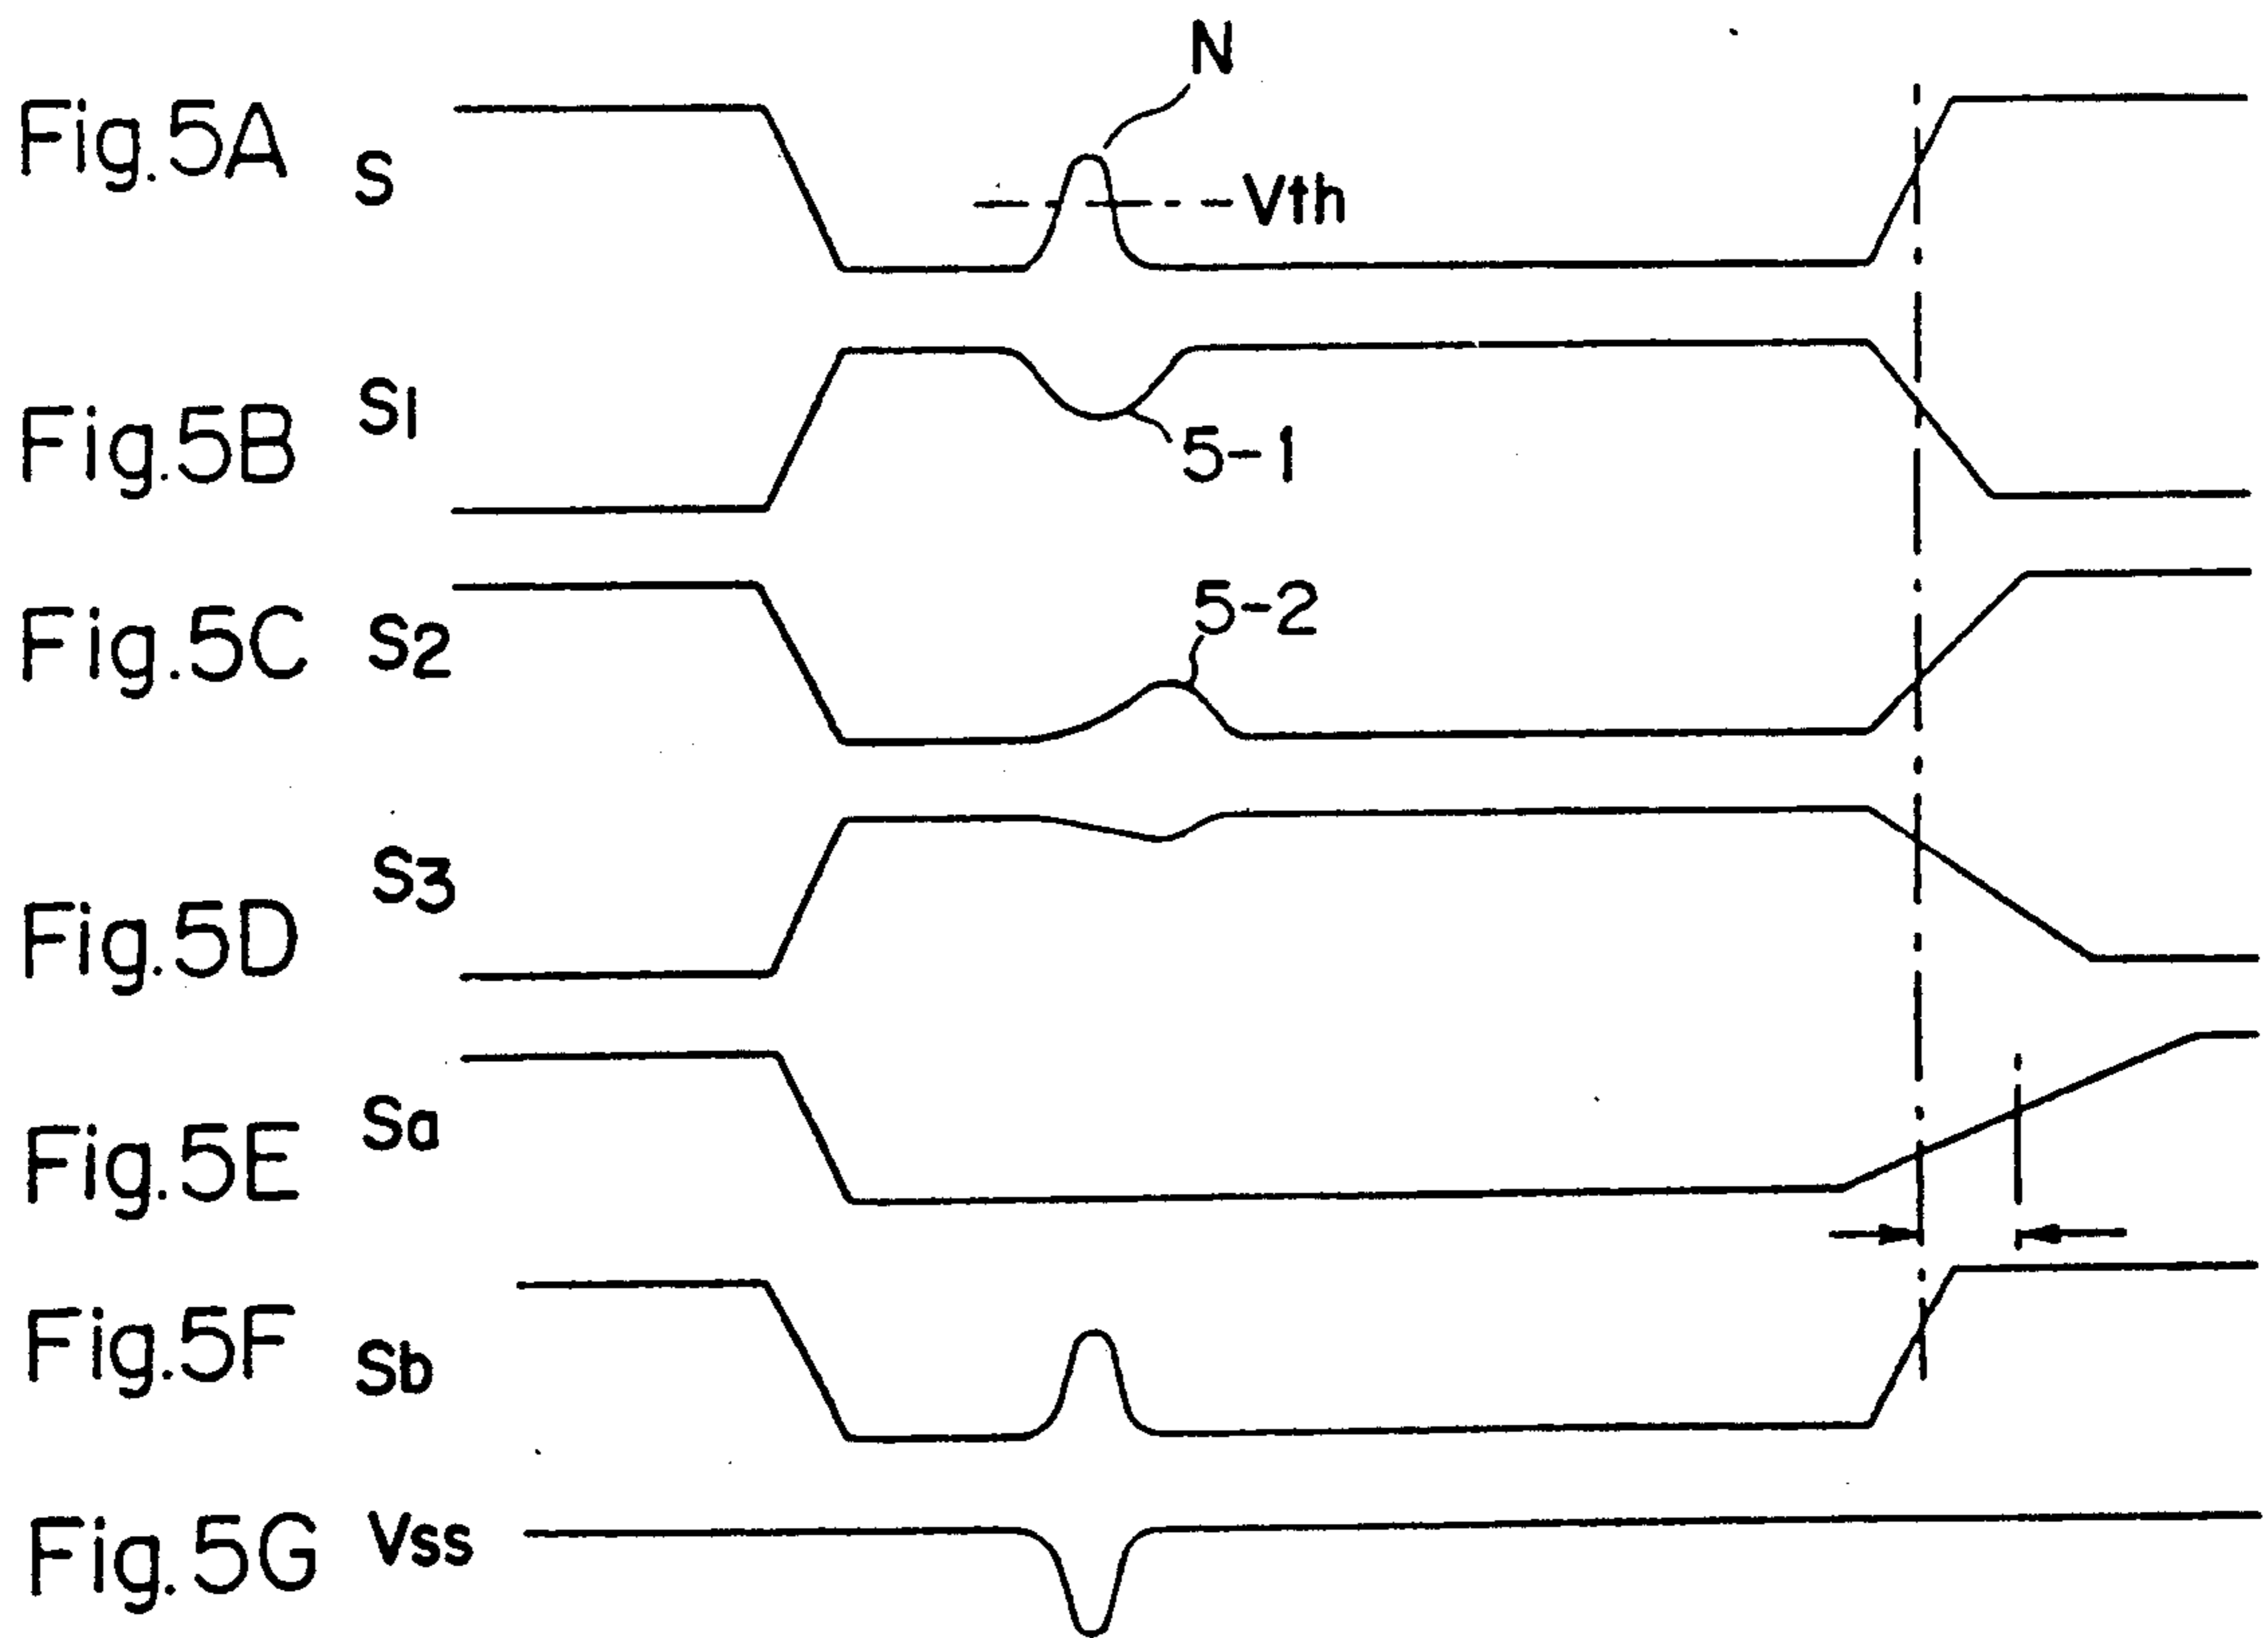 N
Fig.5A
S
Vth
Fig.5B
S1
5-1
Fig.5C
S2
5-2
Fig.5D
S3
Fig.5E
Sa
Fig.5F
Sb
Fig.5G
Vss